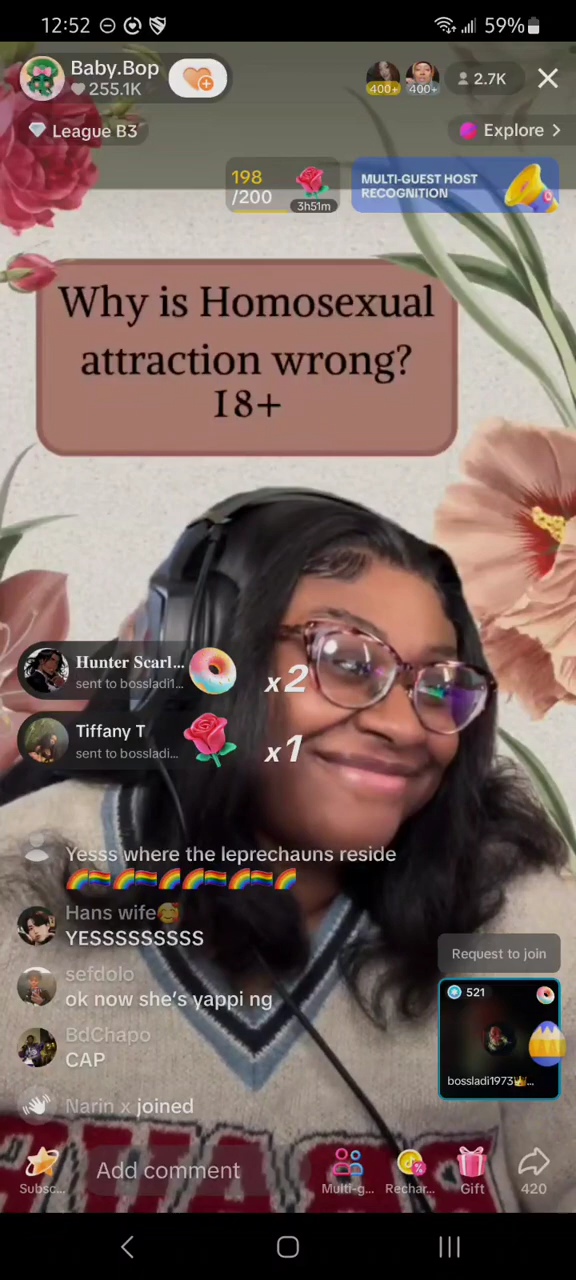 12:52
59%
Baby.Bop
255.1K
400+
400+
2.7K
League B3
Explore >
198
/200
3h51m
MULTI-GUEST HOST
RECOGNITION
Why is Homosexual
attraction wrong?
18+
Hunter Scarl...
sent to bossladi1...
x2
Tiffany T
sent to bossladi...
x1
Yesss where the leprechauns reside
🌈🏳️‍🌈🌈🏳️‍🌈🌈🌈🏳️‍🌈🌈🏳️‍🌈🌈
Hans wife🥰
YESSSSSSSSS
sefdolo
ok now she's yappi ng
BdChapo
CAP
Narin x joined
Request to join
521
bossladi1973👑...
Add comment
Subsc...
Multi-g...
Rechar...
Gift
420